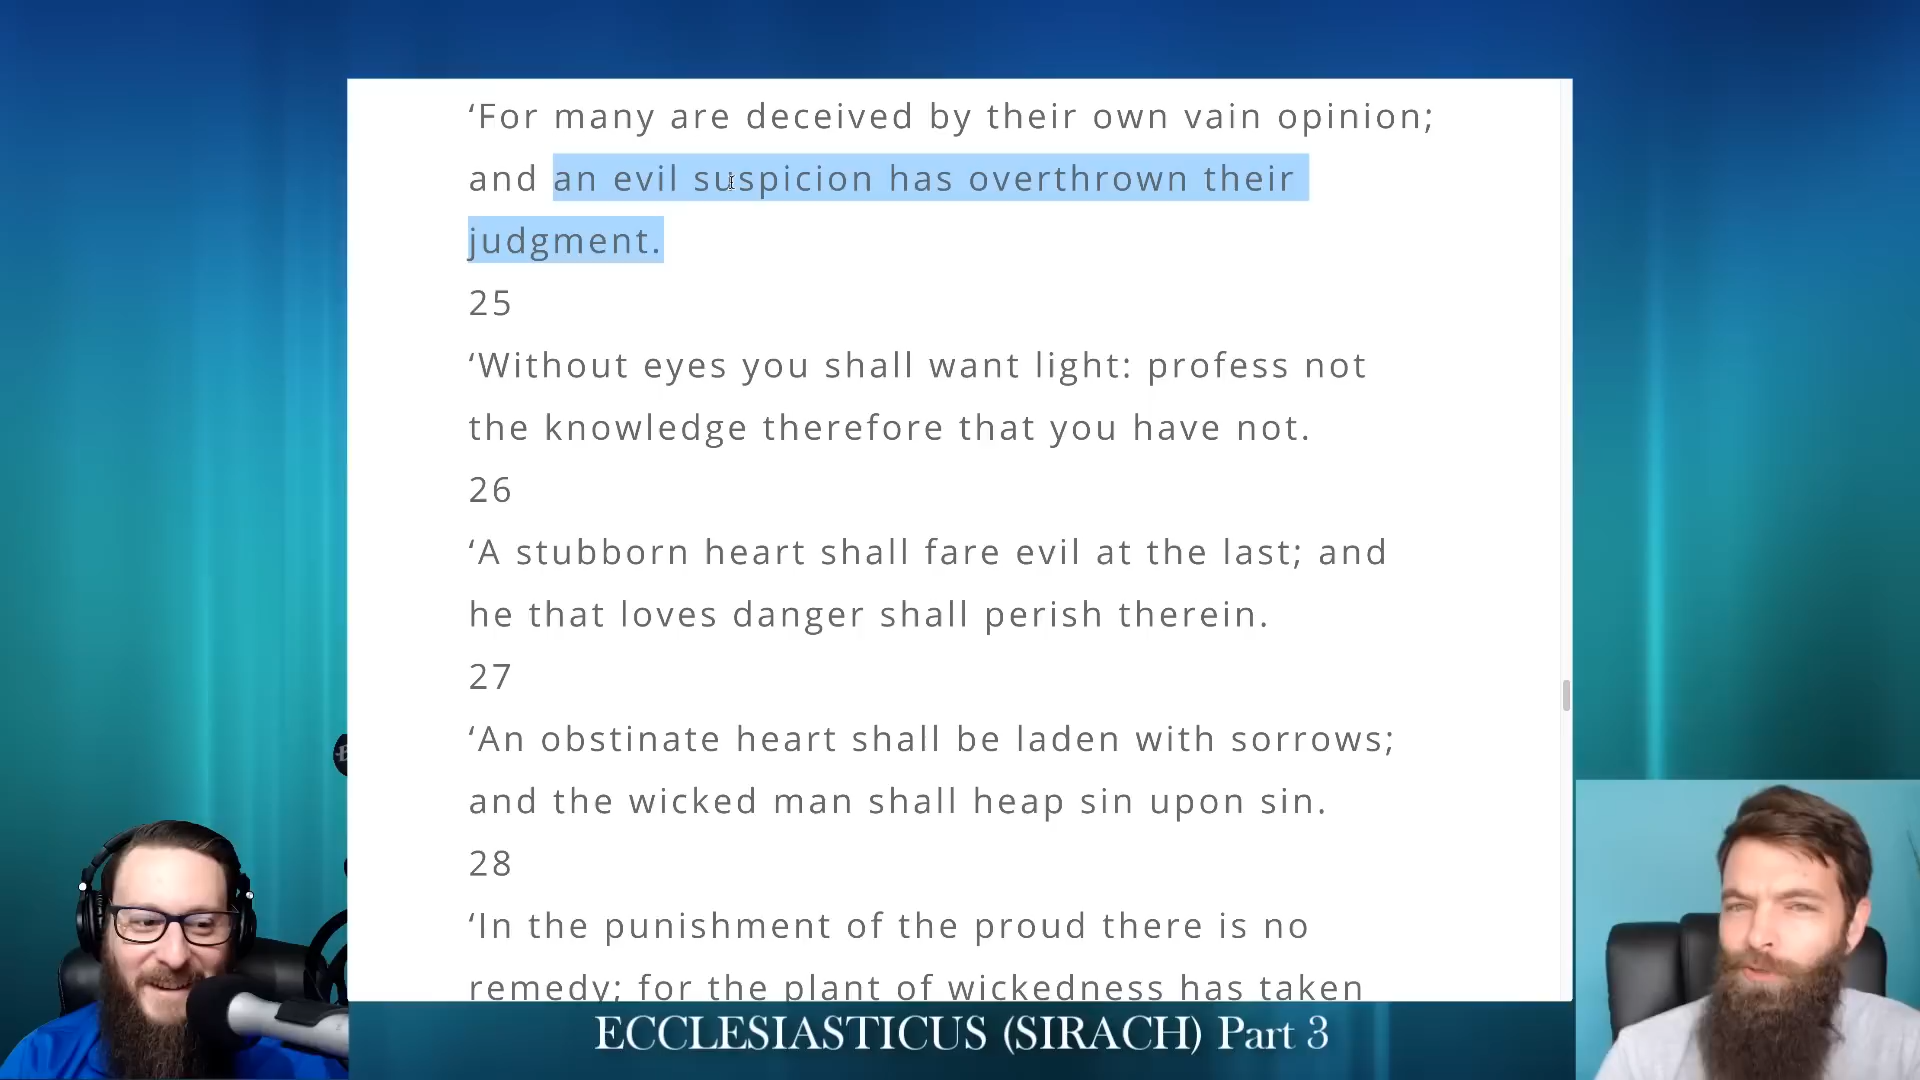 ‘For many are deceived by their own vain opinion;
and an evil suspicion has overthrown their
judgment.
25
‘Without eyes you shall want light: profess not
the knowledge therefore that you have not.
26
‘A stubborn heart shall fare evil at the last; and
he that loves danger shall perish therein.
27
‘An obstinate heart shall be laden with sorrows;
and the wicked man shall heap sin upon sin.
28
‘In the punishment of the proud there is no
remedy; for the plant of wickedness has taken
ECCLESIASTICUS (SIRACH) Part 3